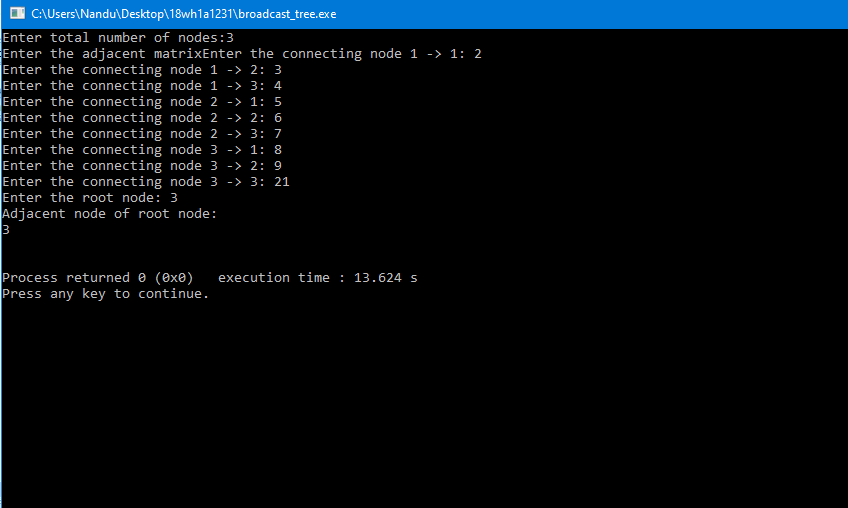 C:\Users\Nandu\Desktop\18wh1a1231\broadcast_tree.exe
Enter total number of nodes:3
Enter the adjacent matrixEnter the connecting node 1 -> 1: 2
Enter the connecting node 1 -> 2: 3
Enter the connecting node 1 -> 3: 4
Enter the connecting node 2 -> 1: 5
Enter the connecting node 2 -> 2: 6
Enter the connecting node 2 -> 3: 7
Enter the connecting node 3 -> 1: 8
Enter the connecting node 3 -> 2: 9
Enter the connecting node 3 -> 3: 21
Enter the root node: 3
Adjacent node of root node:
3
Process returned 0 (0x0)   execution time : 13.624 s
Press any key to continue.